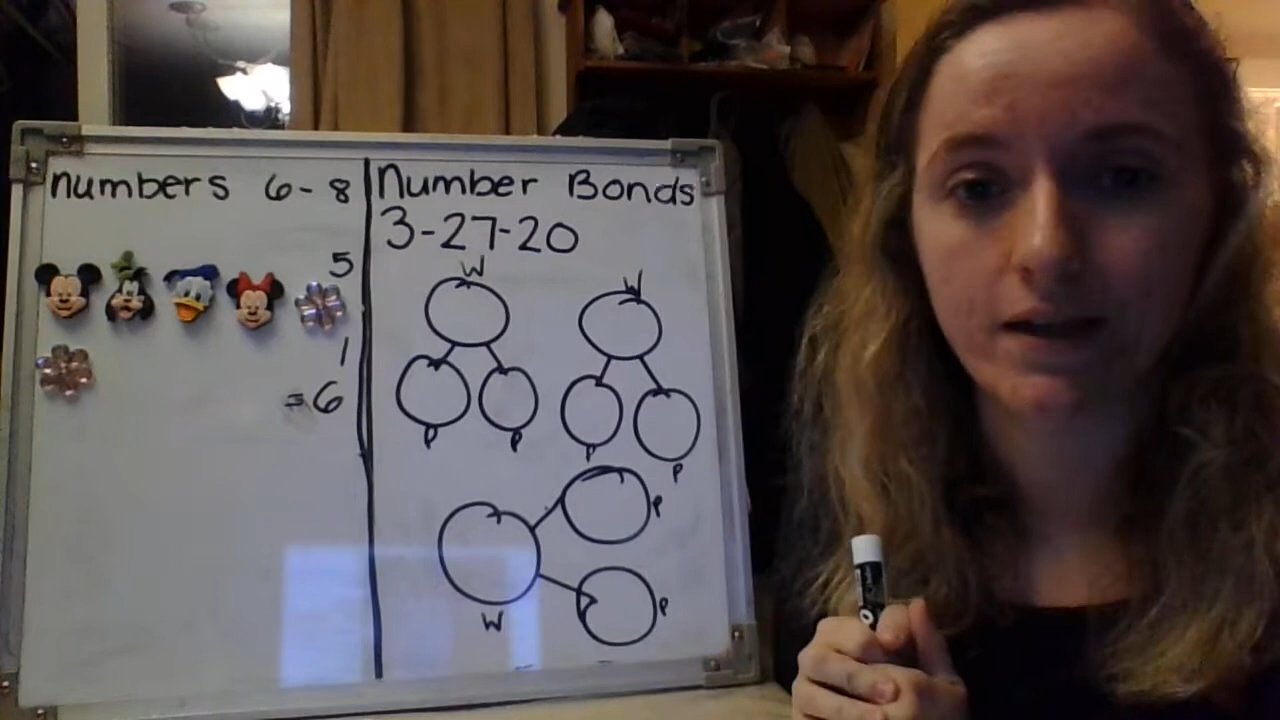 numbers 6-8
5
1
=6
Number Bonds
3-27-20
W W
P P P P
P
W
P